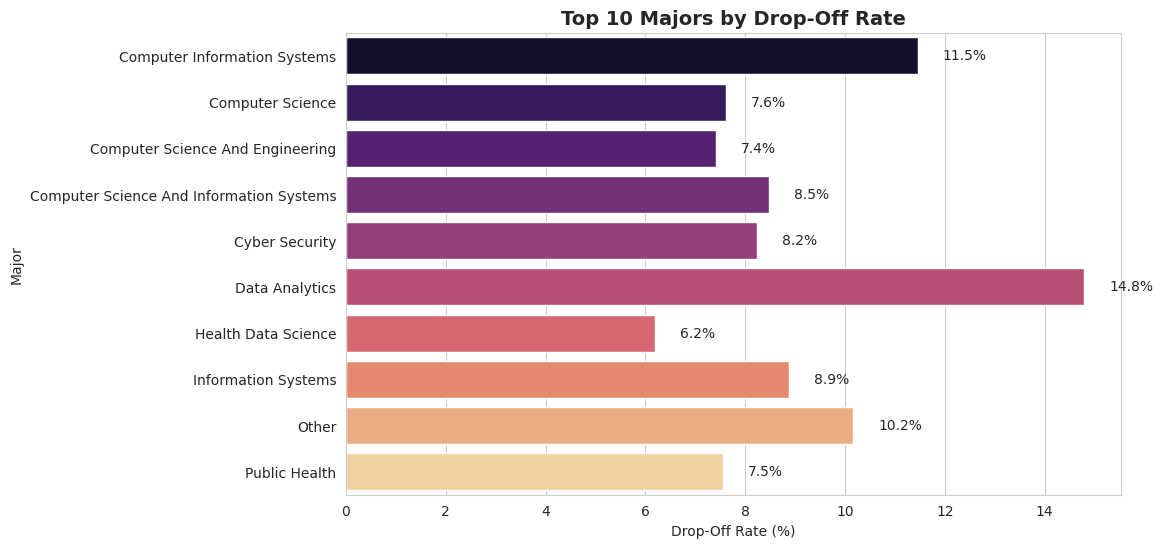 Top 10 Majors by Drop-Off Rate
Major
Computer Information Systems 11.5%
Computer Science 7.6%
Computer Science And Engineering 7.4%
Computer Science And Information Systems 8.5%
Cyber Security 8.2%
Data Analytics 14.8%
Health Data Science 6.2%
Information Systems 8.9%
Other 10.2%
Public Health 7.5%
0 2 4 6 8 10 12 14
Drop-Off Rate (%)